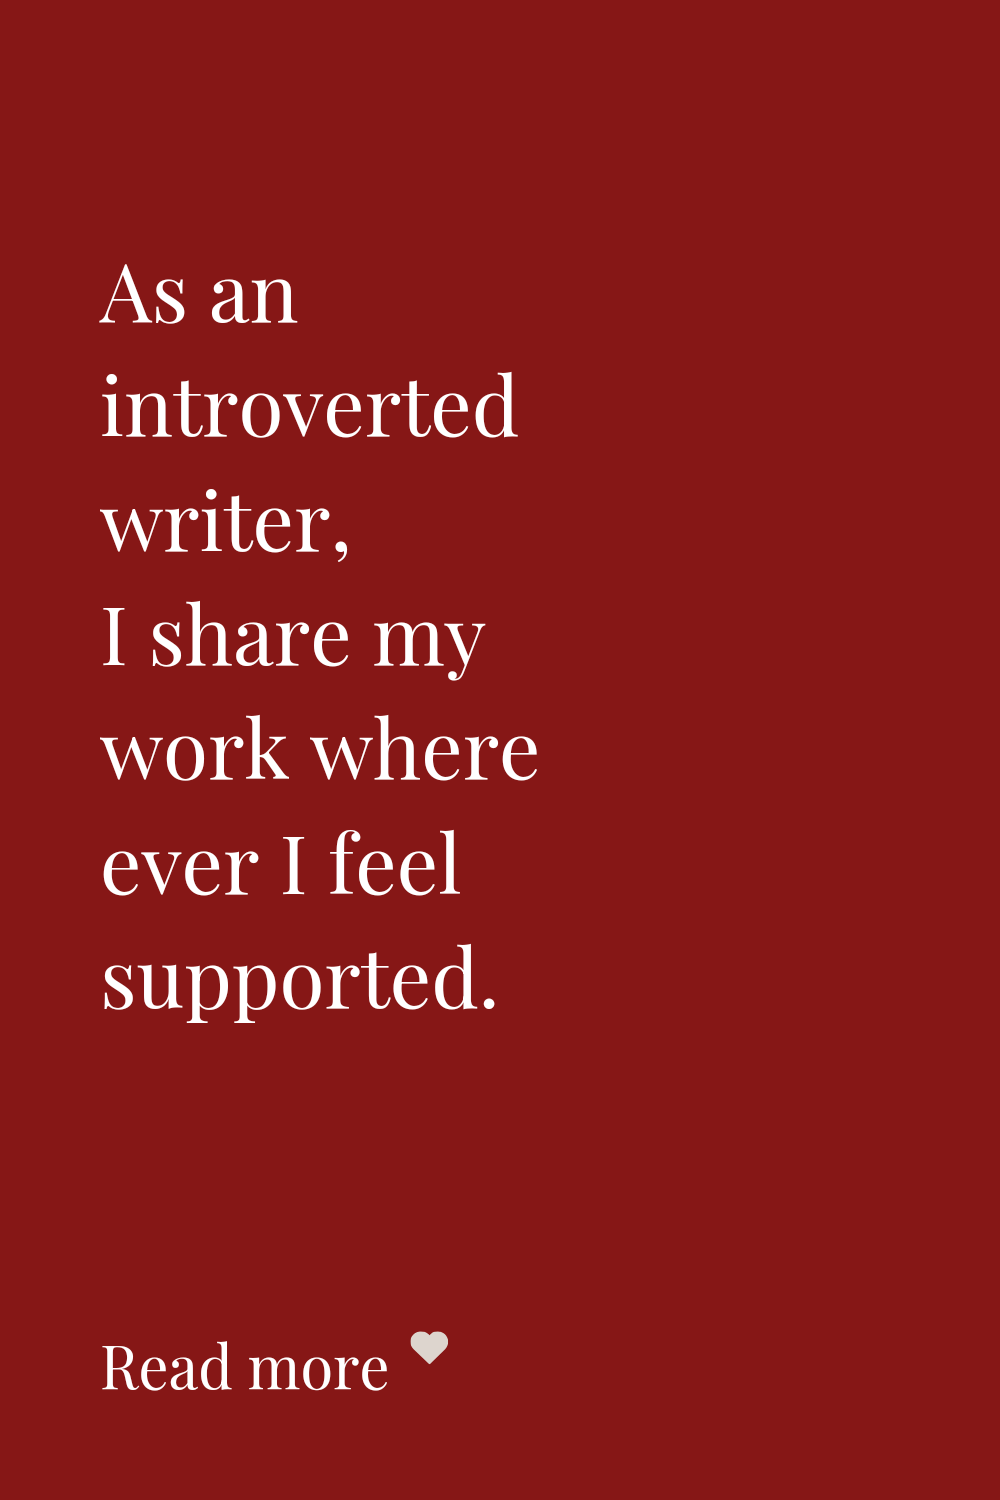 As an
introverted
writer,
I share my
work where
ever I feel
supported.
Read more